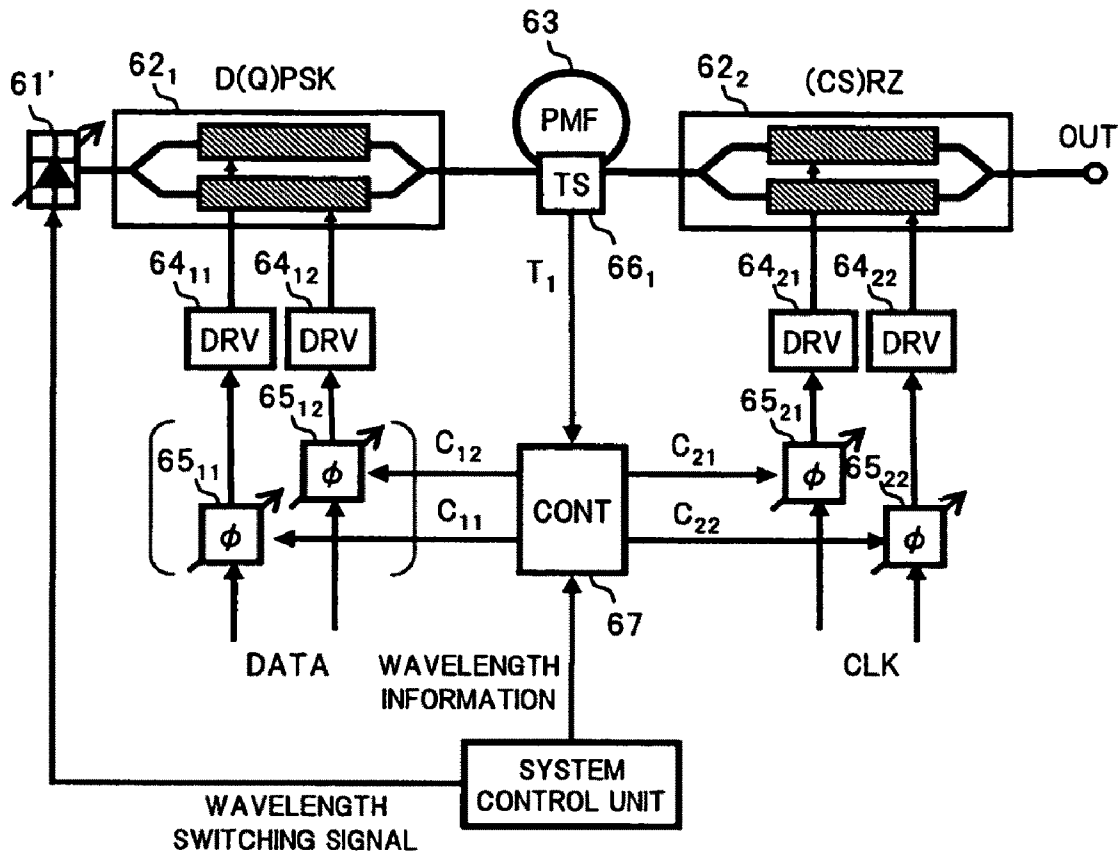 63
61'
62₁
D(Q)PSK
PMF
(CS)RZ
62₂
OUT
TS
66₁
T₁
64₁₁
64₁₂
64₂₁
64₂₂
DRV
DRV
DRV
DRV
65₁₂
65₂₁
65₁₁
ϕ
C₁₂
C₂₁
ϕ
65₂₂
ϕ
C₁₁
CONT
C₂₂
ϕ
67
DATA
WAVELENGTH
INFORMATION
CLK
SYSTEM
CONTROL UNIT
WAVELENGTH
SWITCHING SIGNAL